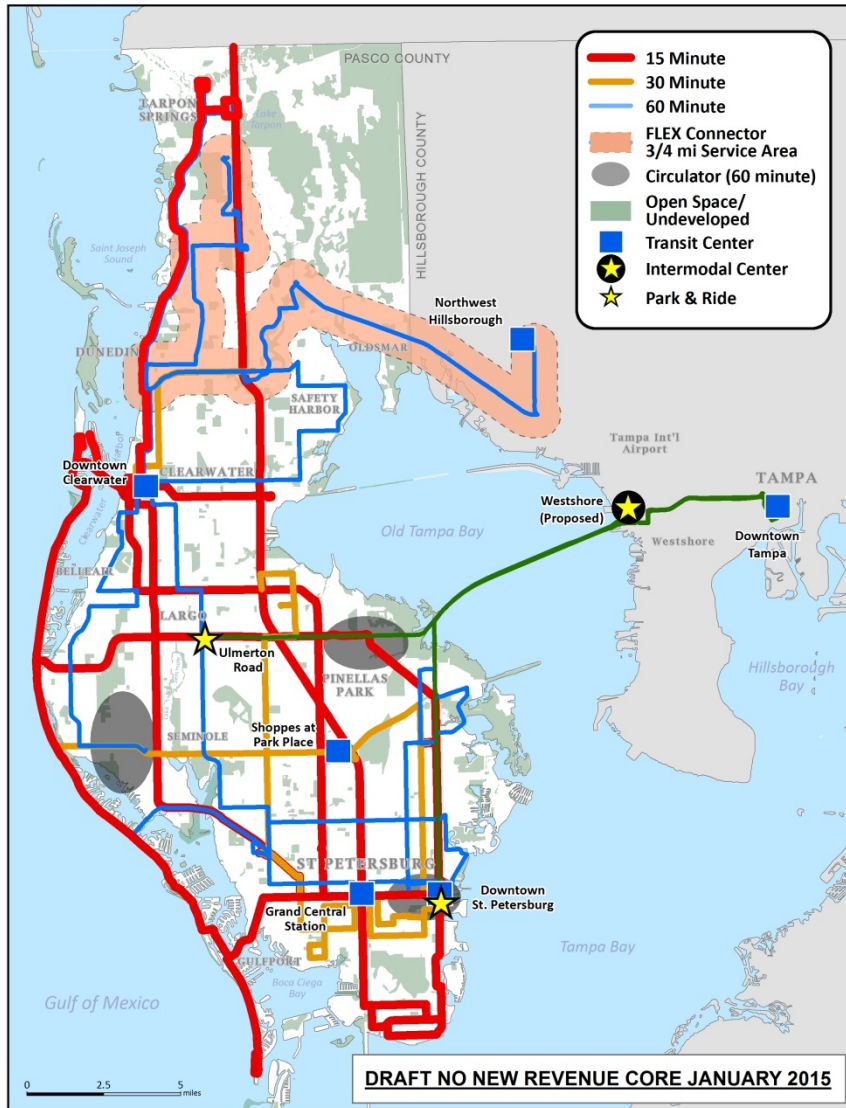 PASCO COUNTY
HILLSBOROUGH COUNTY
15 Minute
30 Minute
60 Minute
FLEX Connector
3/4 mi Service Area
Circulator (60 minute)
Open Space/
Undeveloped
Transit Center
Intermodal Center
Park & Ride
TARPON
SPRINGS
Lake
Tarpon
Saint Joseph
Sound
Northwest
Hillsborough
DUNEDIN
OLDSMAR
SAFETY
HARBOR
Tampa Int'l
Airport
Downtown
Clearwater
CLEARWATER
Clearwater
Harbor
TAMPA
Westshore
(Proposed)
Old Tampa Bay
Westshore
Downtown
Tampa
BELLEAIR
LARGO
Ulmerton
Road
PINELLAS
PARK
Hillsborough
Bay
Shoppes at
Park Place
SEMINOLE
ST PETERSBURG
Grand Central
Station
Downtown
St. Petersburg
GULFPORT
Boca Ciega
Bay
Tampa Bay
Gulf of Mexico
0 2.5 5
miles
DRAFT NO NEW REVENUE CORE JANUARY 2015